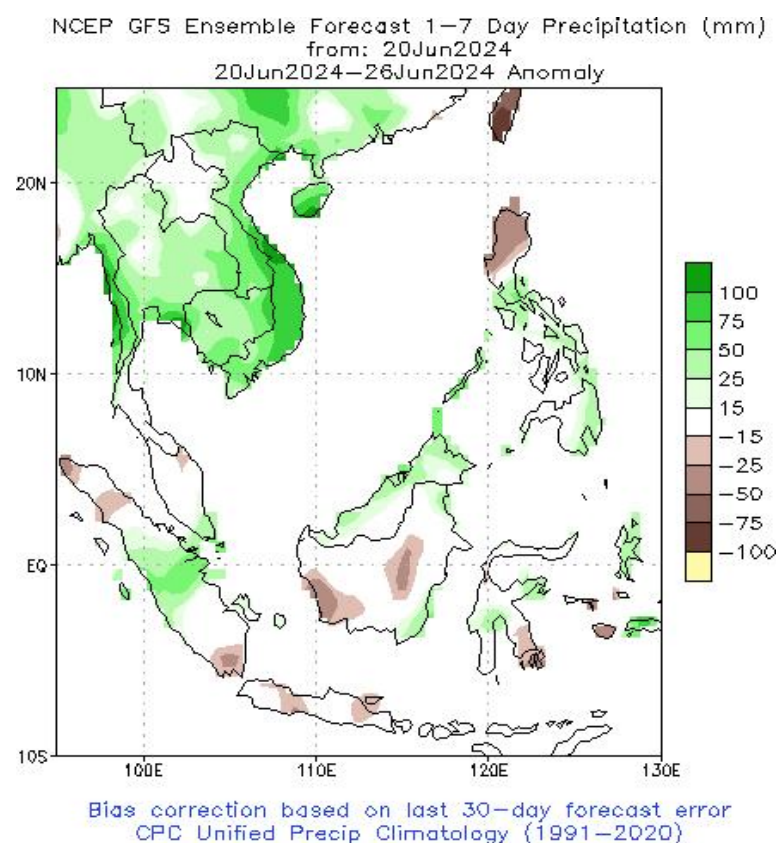 NCEP GFS Ensemble Forecast 1-7 Day Precipitation (mm)
from: 20Jun2024
20Jun2024-26Jun2024 Anomaly
20N
10N
EQ
10S
100E
110E
120E
130E
100
75
50
25
15
-15
-25
-50
-75
-100
Bias correction based on last 30-day forecast error
CPC Unified Precip Climatology (1991-2020)